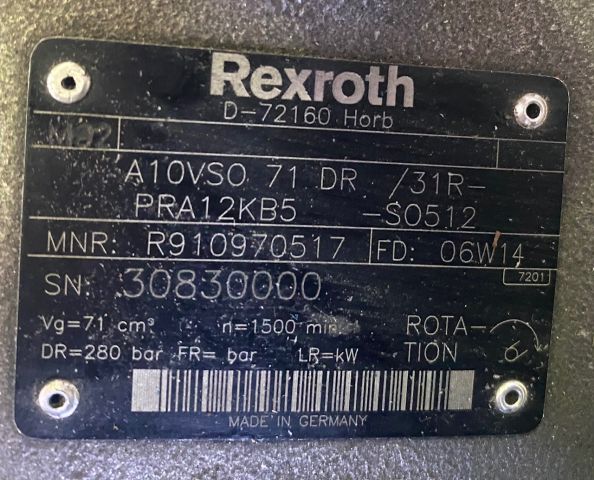 Rexroth
D-72160 Horb
A10VSO 71 DR /31R-
PRA12KB5 -SO512
MNR: R910970517 FD: 06W14
7201
SN: 30830000
Vg=71 cm³ n=1500 min
DR=280 bar FR= bar LR=kW
ROTA-
TION
MADE IN GERMANY